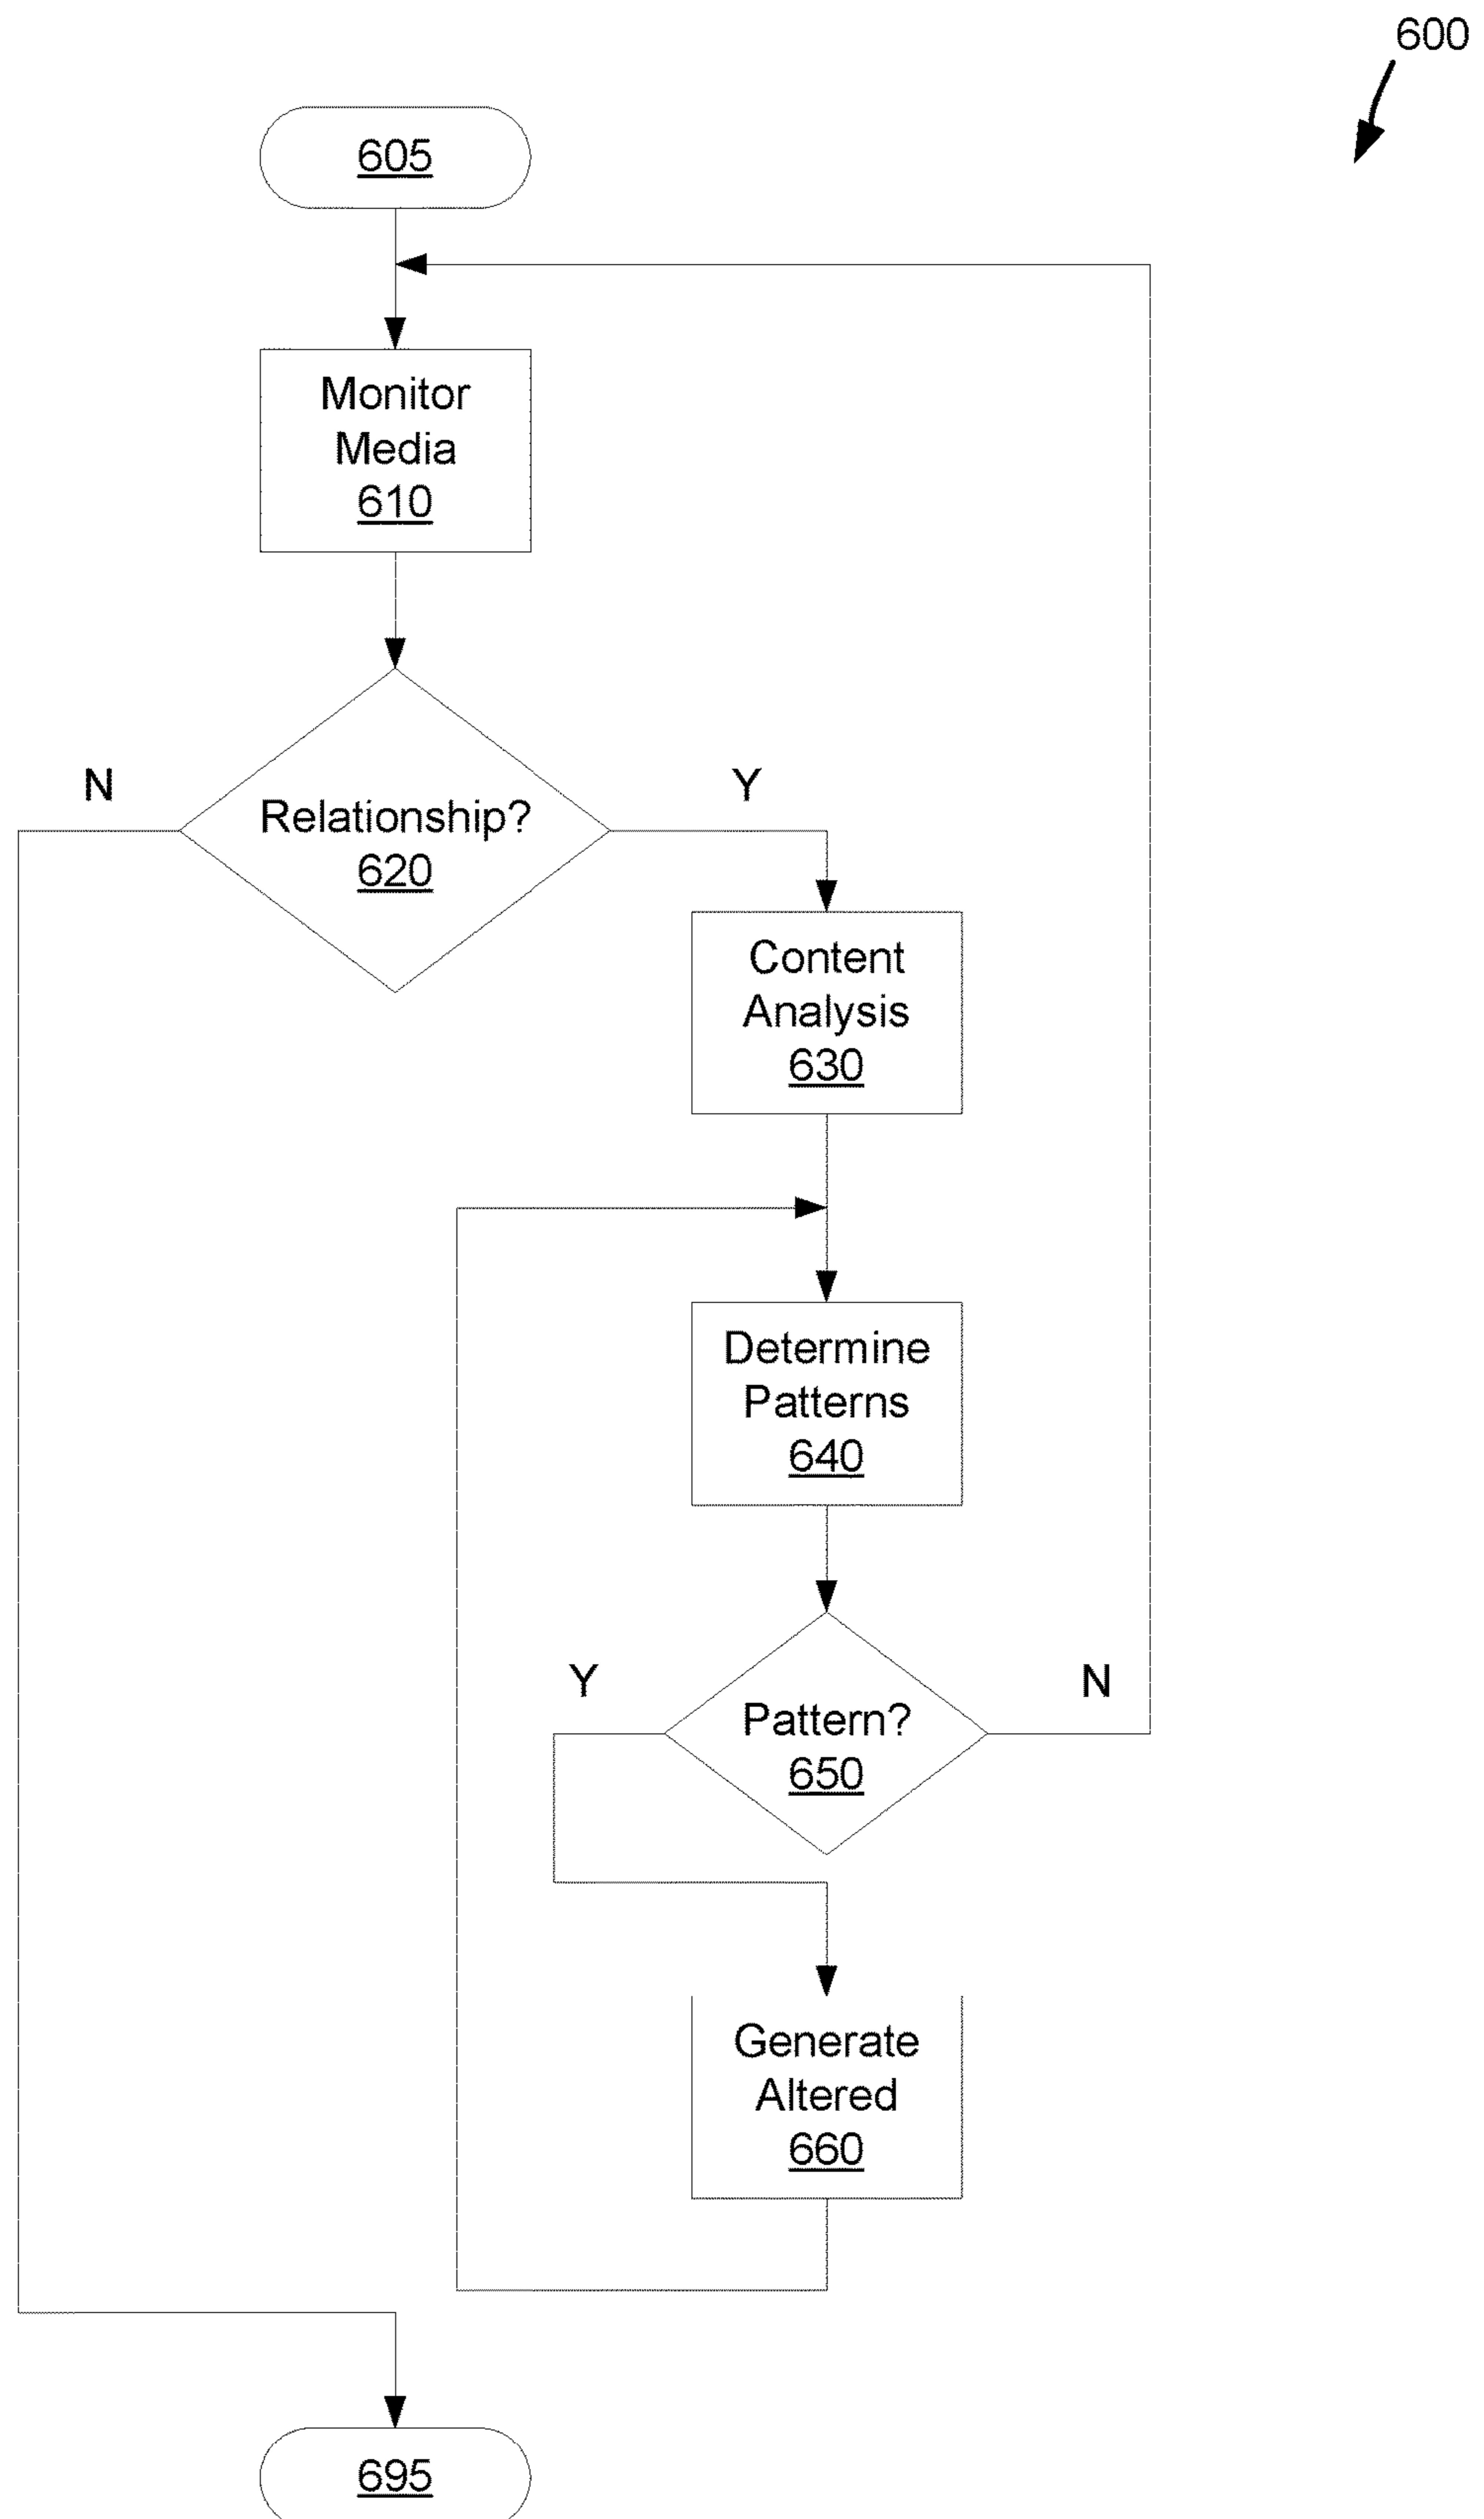 600
605
Monitor
Media
610
N
Y
Relationship?
620
Content
Analysis
630
Determine
Patterns
640
Y
N
Pattern?
650
Generate
Altered
660
695